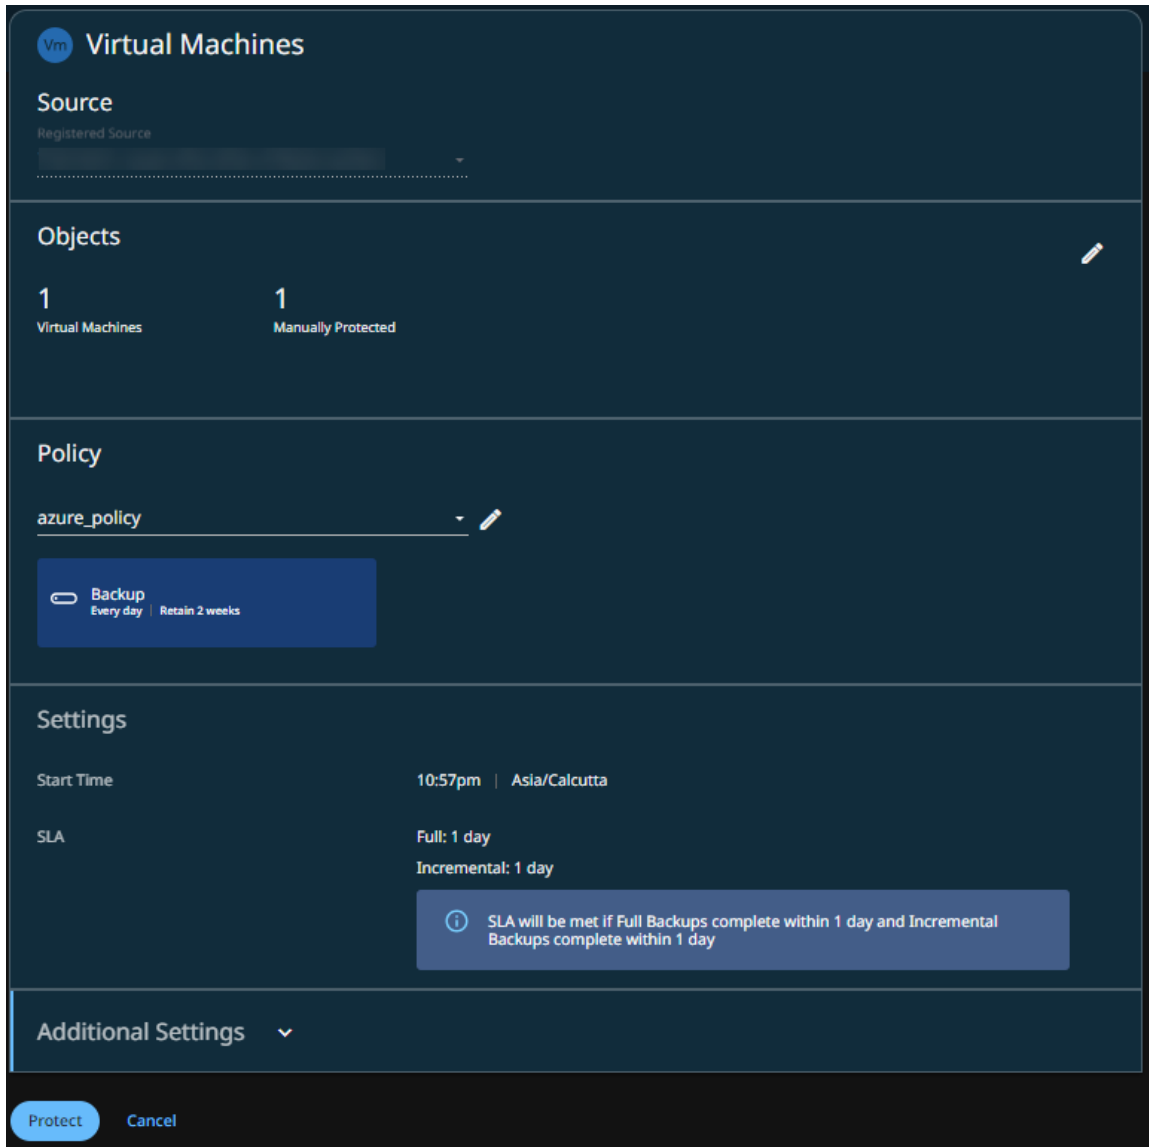 Vm Virtual Machines
Source
Registered Source
Objects
1 1
Virtual Machines Manually Protected
Policy
azure_policy
Backup
Every day | Retain 2 weeks
Settings
Start Time 10:57pm | Asia/Calcutta
SLA Full: 1 day
Incremental: 1 day
SLA will be met if Full Backups complete within 1 day and Incremental
Backups complete within 1 day
Additional Settings
Protect Cancel